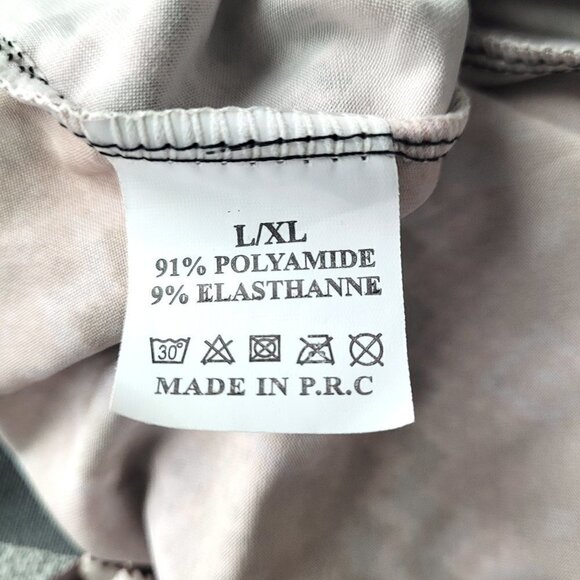 L/XL
91% POLYAMIDE
9% ELASTHANNE
30°
MADE IN P.R.C